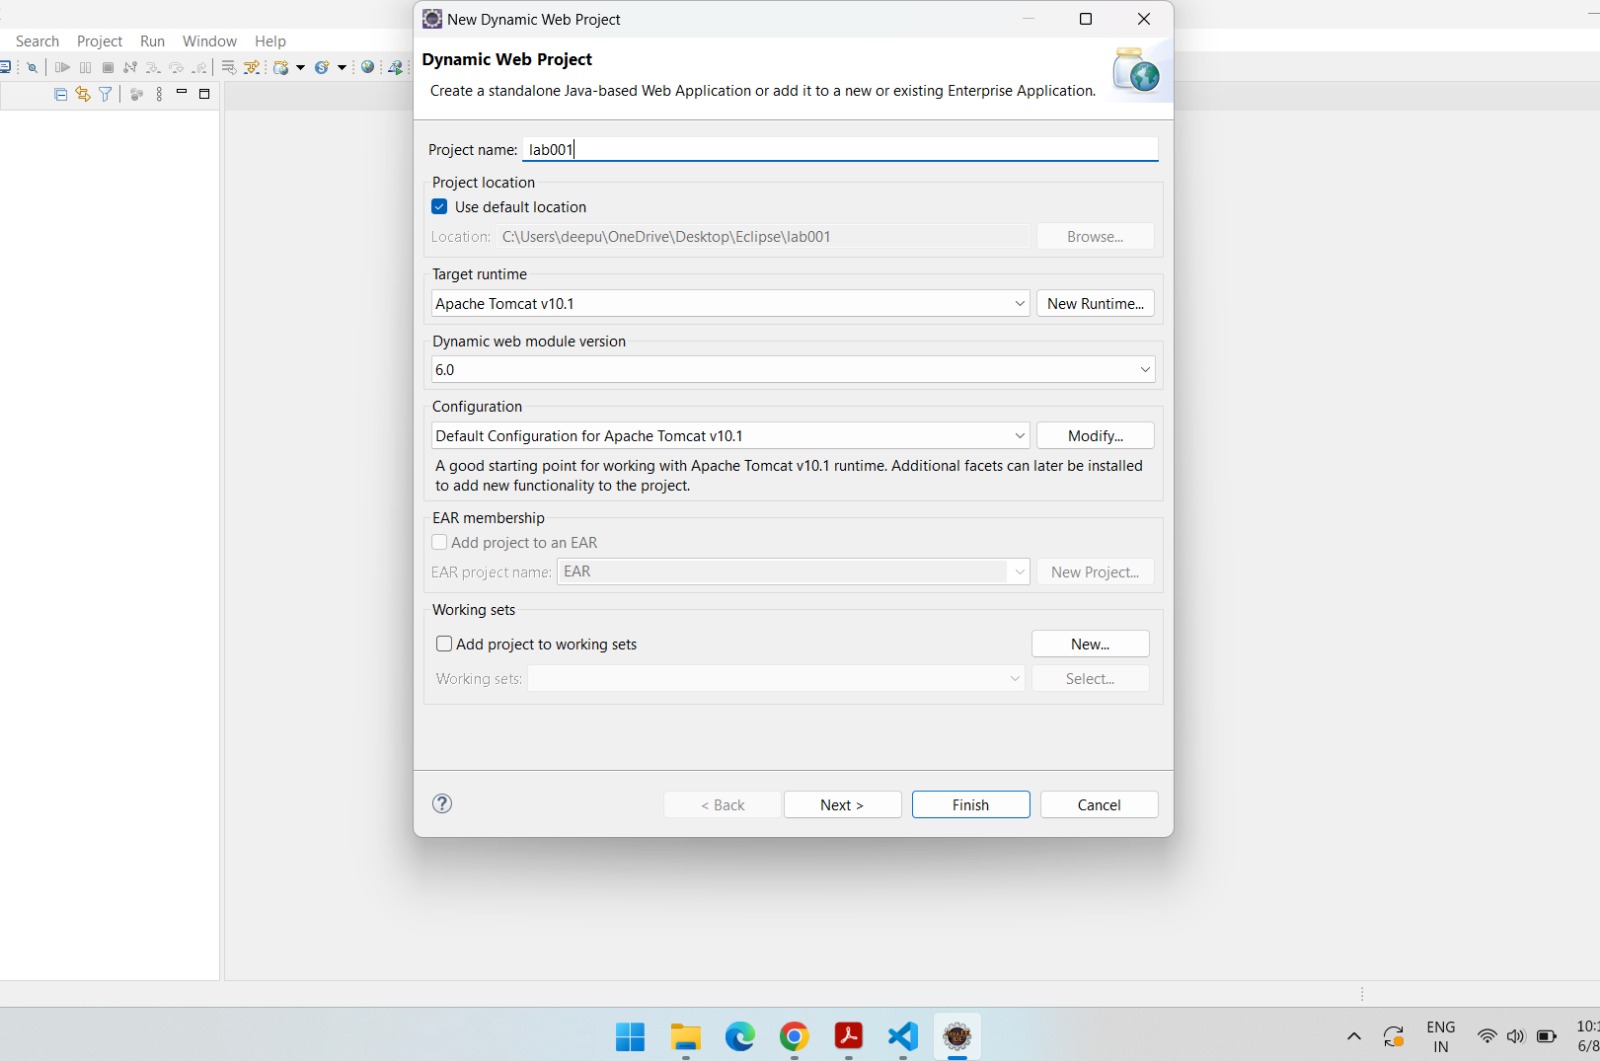 New Dynamic Web Project
Search Project Run Window Help
Dynamic Web Project
Create a standalone Java-based Web Application or add it to a new or existing Enterprise Application.
Project name: lab001
Project location
Use default location
Location: C:\Users\deepu\OneDrive\Desktop\Eclipse\lab001 Browse...
Target runtime
Apache Tomcat v10.1 New Runtime...
Dynamic web module version
6.0
Configuration
Default Configuration for Apache Tomcat v10.1 Modify...
A good starting point for working with Apache Tomcat v10.1 runtime. Additional facets can later be installed
to add new functionality to the project.
EAR membership
Add project to an EAR
EAR project name: EAR New Project...
Working sets
Add project to working sets New...
Working sets: Select...
< Back Next > Finish Cancel
ENG 10:1
IN 6/8